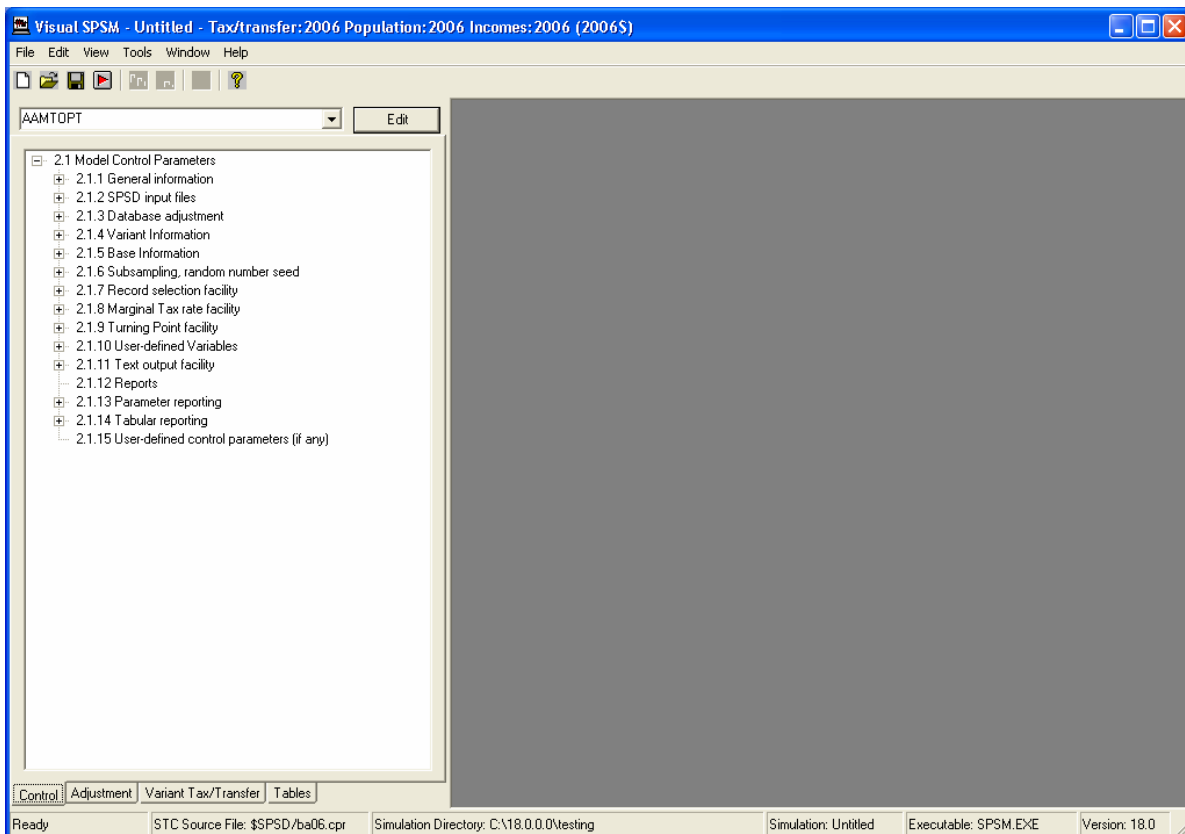 Visual SPSM - Untitled - Tax/transfer:2006 Population:2006 Incomes:2006 (2006$)
File Edit View Tools Window Help
AAMTOPT
Edit
2.1 Model Control Parameters
2.1.1 General information
2.1.2 SPSD input files
2.1.3 Database adjustment
2.1.4 Variant Information
2.1.5 Base Information
2.1.6 Subsampling, random number seed
2.1.7 Record selection facility
2.1.8 Marginal Tax rate facility
2.1.9 Turning Point facility
2.1.10 User-defined Variables
2.1.11 Text output facility
2.1.12 Reports
2.1.13 Parameter reporting
2.1.14 Tabular reporting
2.1.15 User-defined control parameters (if any)
Control Adjustment Variant Tax/Transfer Tables
Ready STC Source File: $SPSD/ba06.cpr Simulation Directory: C:\18.0.0.0\testing Simulation: Untitled Executable: SPSM.EXE Version: 18.0